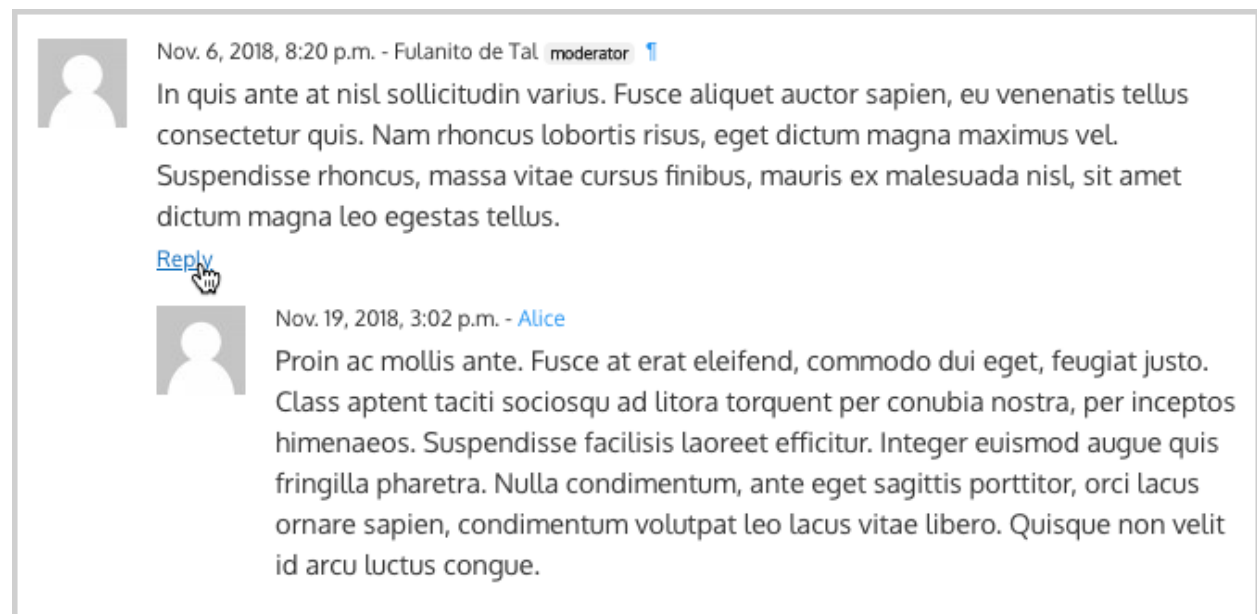 Nov. 6, 2018, 8:20 p.m. - Fulanito de Tal moderator ¶
In quis ante at nisl sollicitudin varius. Fusce aliquet auctor sapien, eu venenatis tellus
consectetur quis. Nam rhoncus lobortis risus, eget dictum magna maximus vel.
Suspendisse rhoncus, massa vitae cursus finibus, mauris ex malesuada nisl, sit amet
dictum magna leo egestas tellus.
Reply
Nov. 19, 2018, 3:02 p.m. - Alice
Proin ac mollis ante. Fusce at erat eleifend, commodo dui eget, feugiat justo.
Class aptent taciti sociosqu ad litora torquent per conubia nostra, per inceptos
himenaeos. Suspendisse facilisis laoreet efficitur. Integer euismod augue quis
fringilla pharetra. Nulla condimentum, ante eget sagittis porttitor, orci lacus
ornare sapien, condimentum volutpat leo lacus vitae libero. Quisque non velit
id arcu luctus congue.